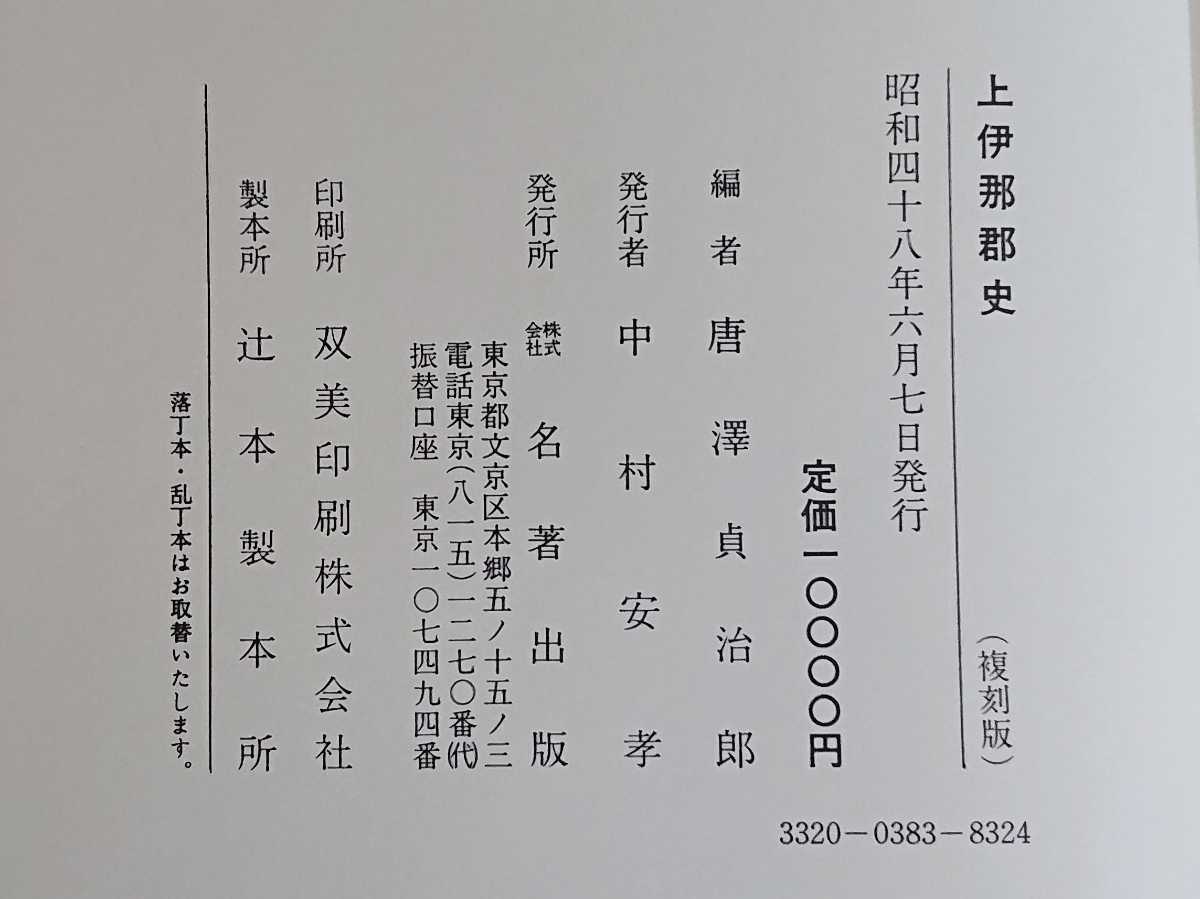 上伊那郡史
（複刻版）
昭和四十八年六月七日発行
定価一〇〇〇〇円
編者 唐澤貞治郎
発行者 中村安孝
発行所 株式会社 名著出版
東京都文京区本郷五ノ十五ノ三
電話東京(八一五)一二七〇番(代)
振替口座 東京一〇七四九四番
印刷所 双美印刷株式会社
製本所 辻本製本所
落丁本・乱丁本はお取替いたします。
3320-0383-8324